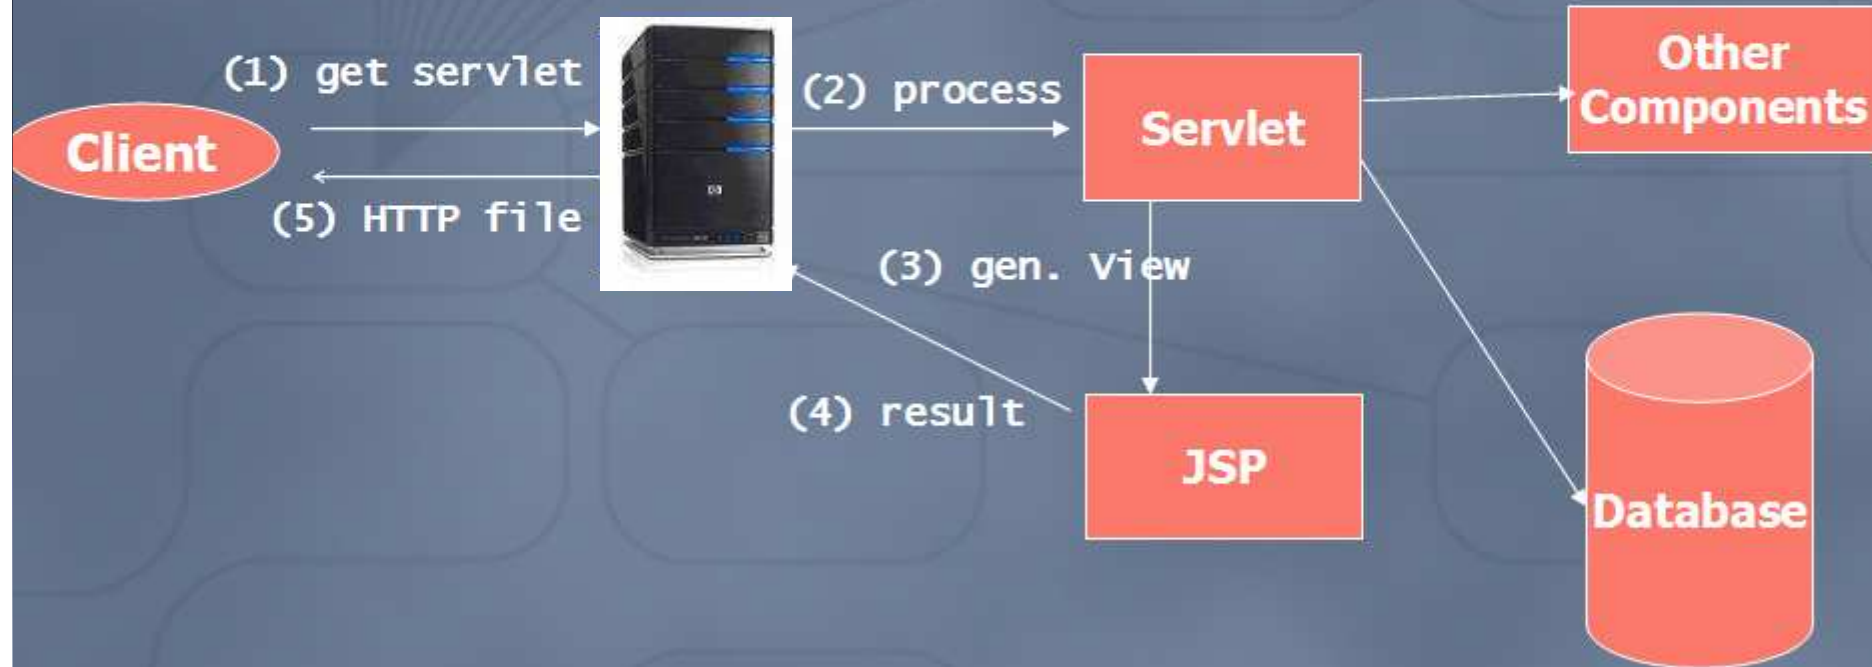 (1) get servlet
Client
(5) HTTP file
(2) process
Servlet
Other
Components
(3) gen. View
(4) result
JSP
Database